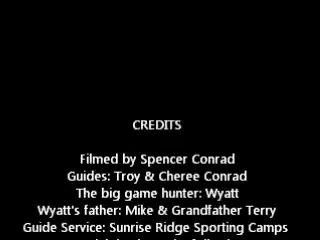 CREDITS
Filmed by Spencer Conrad
Guides: Troy & Cheree Conrad
The big game hunter: Wyatt
Wyatt's father: Mike & Grandfather Terry
Guide Service: Sunrise Ridge Sporting Camps